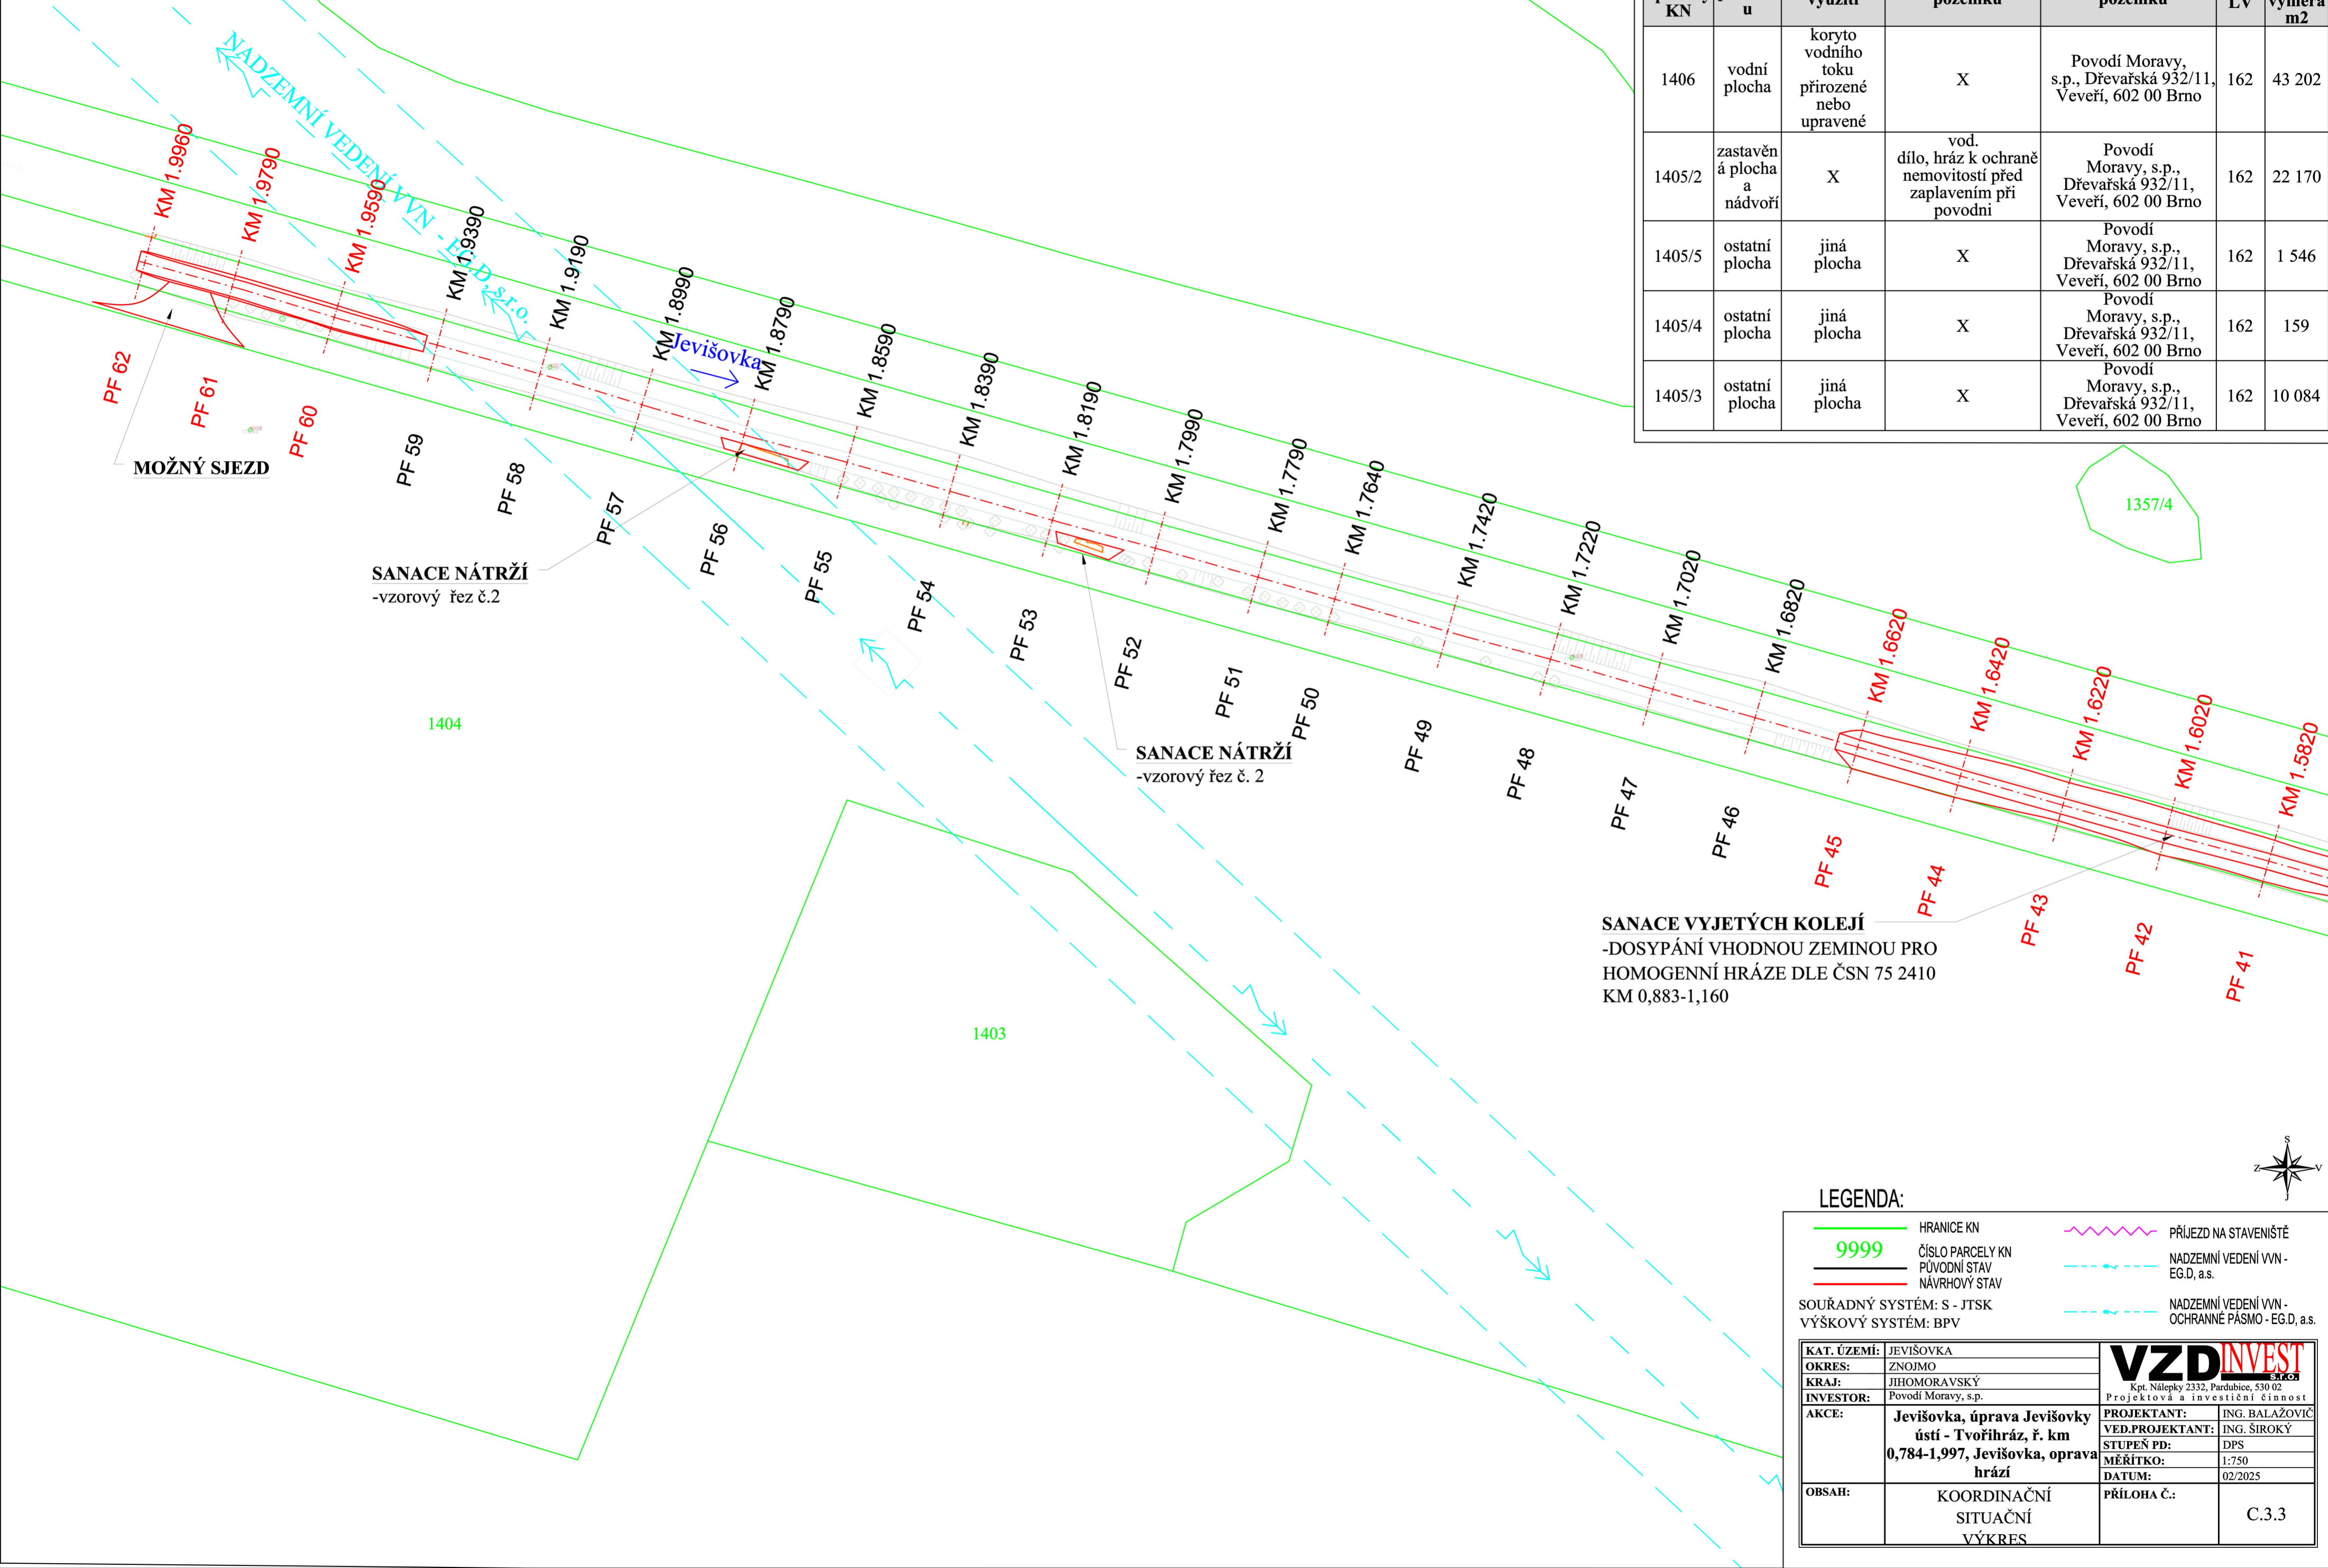 KN
u
využití
pozemku
pozemku
LV
výměra
m2
1406
vodní
plocha
koryto
vodního
toku
přirozené
nebo
upravené
X
Povodí Moravy,
s.p., Dřevařská 932/11,
Veveří, 602 00 Brno
162
43 202
1405/2
zastavěn
á plocha
a
nádvoří
X
vod.
dílo, hráz k ochraně
nemovitostí před
zaplavením při
povodni
Povodí
Moravy, s.p.,
Dřevařská 932/11,
Veveří, 602 00 Brno
162
22 170
1405/5
ostatní
plocha
jiná
plocha
X
Povodí
Moravy, s.p.,
Dřevařská 932/11,
Veveří, 602 00 Brno
162
1 546
1405/4
ostatní
plocha
jiná
plocha
X
Povodí
Moravy, s.p.,
Dřevařská 932/11,
Veveří, 602 00 Brno
162
159
1405/3
ostatní
plocha
jiná
plocha
X
Povodí
Moravy, s.p.,
Dřevařská 932/11,
Veveří, 602 00 Brno
162
10 084
NADZEMNÍ VEDENÍ VVN - EG.D, s.r.o.
KM 1.9960
KM 1.9790
KM 1.9590
KM 1.9390
KM 1.9190
KM 1.8990
Jevišovka
KM 1.8790
KM 1.8590
KM 1.8390
KM 1.8190
KM 1.7990
KM 1.7790
KM 1.7640
KM 1.7420
KM 1.7220
KM 1.7020
KM 1.6820
KM 1.6620
KM 1.6420
KM 1.6220
KM 1.6020
KM 1.5820
PF 62
PF 61
PF 60
PF 59
PF 58
PF 57
PF 56
PF 55
PF 54
PF 53
PF 52
PF 51
PF 50
PF 49
PF 48
PF 47
PF 46
PF 45
PF 44
PF 43
PF 42
PF 41
MOŽNÝ SJEZD
SANACE NÁTRŽÍ
-vzorový řez č.2
SANACE NÁTRŽÍ
-vzorový řez č. 2
SANACE VYJETÝCH KOLEJÍ
-DOSYPÁNÍ VHODNOU ZEMINOU PRO
HOMOGENNÍ HRÁZE DLE ČSN 75 2410
KM 0,883-1,160
1357/4
1404
1403
S
Z
V
J
LEGENDA:
HRANICE KN
9999
ČÍSLO PARCELY KN
PŮVODNÍ STAV
NÁVRHOVÝ STAV
PŘÍJEZD NA STAVENIŠTĚ
NADZEMNÍ VEDENÍ VVN -
EG.D, a.s.
NADZEMNÍ VEDENÍ VVN -
OCHRANNÉ PÁSMO - EG.D, a.s.
SOUŘADNÝ SYSTÉM: S - JTSK
VÝŠKOVÝ SYSTÉM: BPV
KAT. ÚZEMÍ: JEVIŠOVKA
OKRES: ZNOJMO
KRAJ: JIHOMORAVSKÝ
INVESTOR: Povodí Moravy, s.p.
VZD INVEST
s.r.o.
Kpt. Nálepky 2332, Pardubice, 530 02
Projektová a investiční činnost
AKCE:
Jevišovka, úprava Jevišovky
ústí - Tvořihráz, ř. km
0,784-1,997, Jevišovka, oprava
hrází
PROJEKTANT: ING. BALAŽOVIČ
VED.PROJEKTANT: ING. ŠIROKÝ
STUPEŇ PD: DPS
MĚŘÍTKO: 1:750
DATUM: 02/2025
OBSAH:
KOORDINAČNÍ
SITUAČNÍ
VÝKRES
PŘÍLOHA Č.:
C.3.3